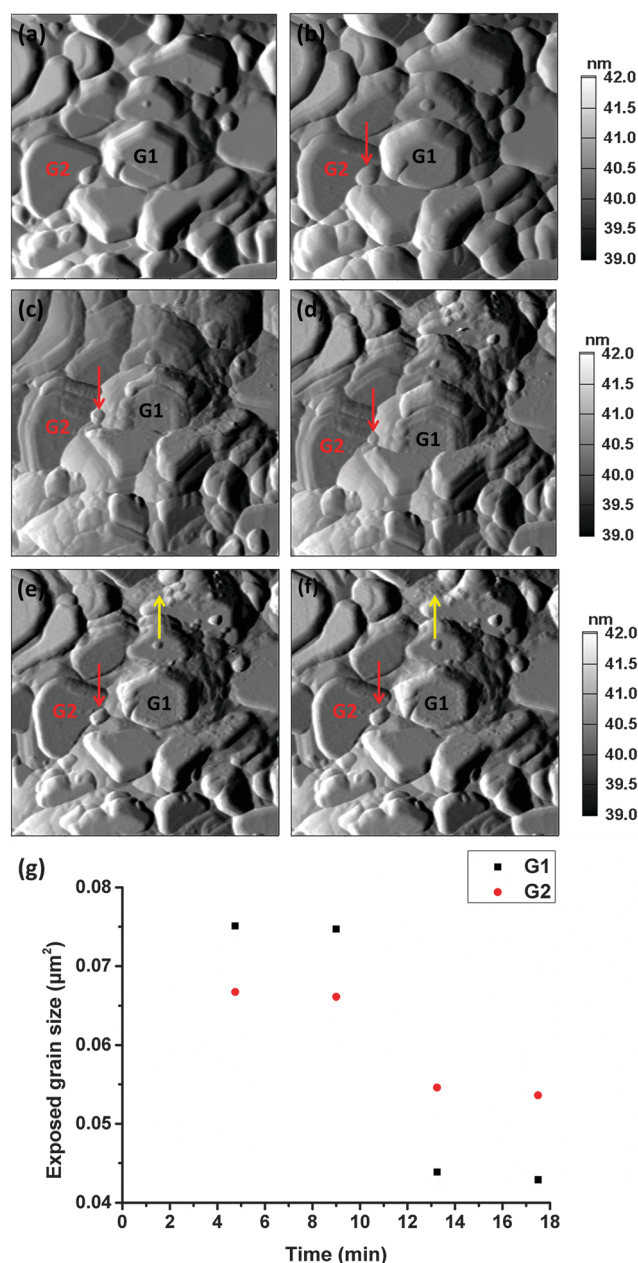 (a)
G2
G1
(b)
G2
G1
nm
42.0
41.5
41.0
40.5
40.0
39.5
39.0
(c)
G2
G1
(d)
G2
G1
nm
42.0
41.5
41.0
40.5
40.0
39.5
39.0
(e)
G2
G1
(f)
G2
G1
nm
42.0
41.5
41.0
40.5
40.0
39.5
39.0
(g)
G1
G2
0.08
0.07
0.06
0.05
0.04
Exposed grain size (μm²)
0 2 4 6 8 10 12 14 16 18
Time (min)